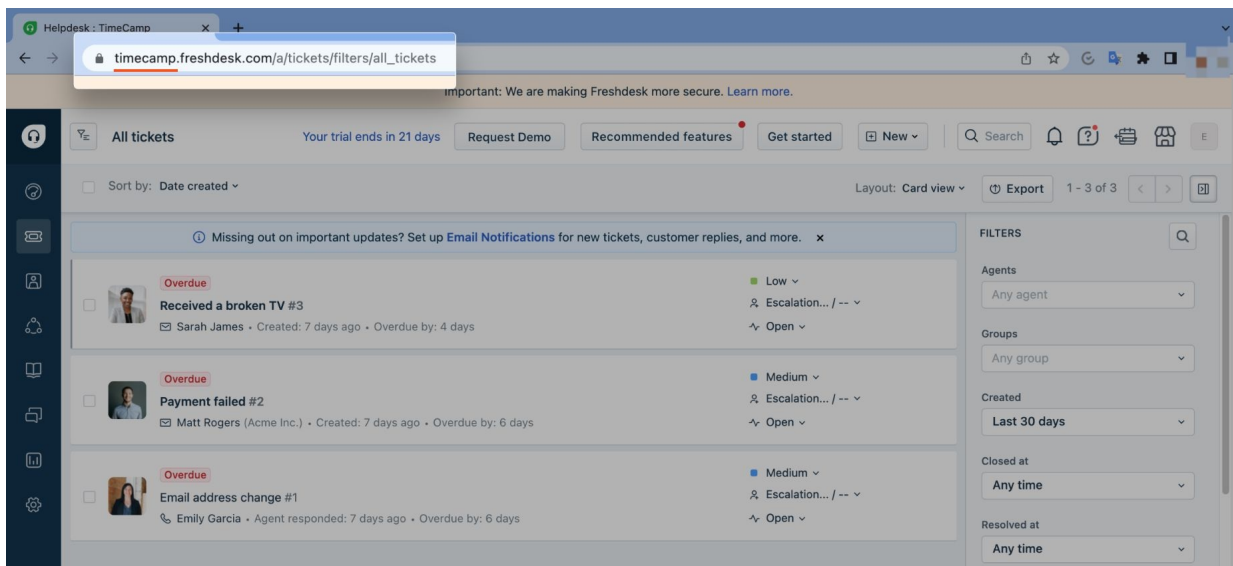 Helpdesk : TimeCamp
timecamp.freshdesk.com/a/tickets/filters/all_tickets
Important: We are making Freshdesk more secure. Learn more.
All tickets
Your trial ends in 21 days
Request Demo
Recommended features
Get started
New
Search
E
Sort by: Date created
Layout: Card view
Export
1 - 3 of 3
Missing out on important updates? Set up Email Notifications for new tickets, customer replies, and more.
Overdue
Received a broken TV #3
Sarah James • Created: 7 days ago • Overdue by: 4 days
Low
Escalation... / --
Open
Overdue
Payment failed #2
Matt Rogers (Acme Inc.) • Created: 7 days ago • Overdue by: 6 days
Medium
Escalation... / --
Open
Overdue
Email address change #1
Emily Garcia • Agent responded: 7 days ago • Overdue by: 6 days
Medium
Escalation... / --
Open
FILTERS
Agents
Any agent
Groups
Any group
Created
Last 30 days
Closed at
Any time
Resolved at
Any time